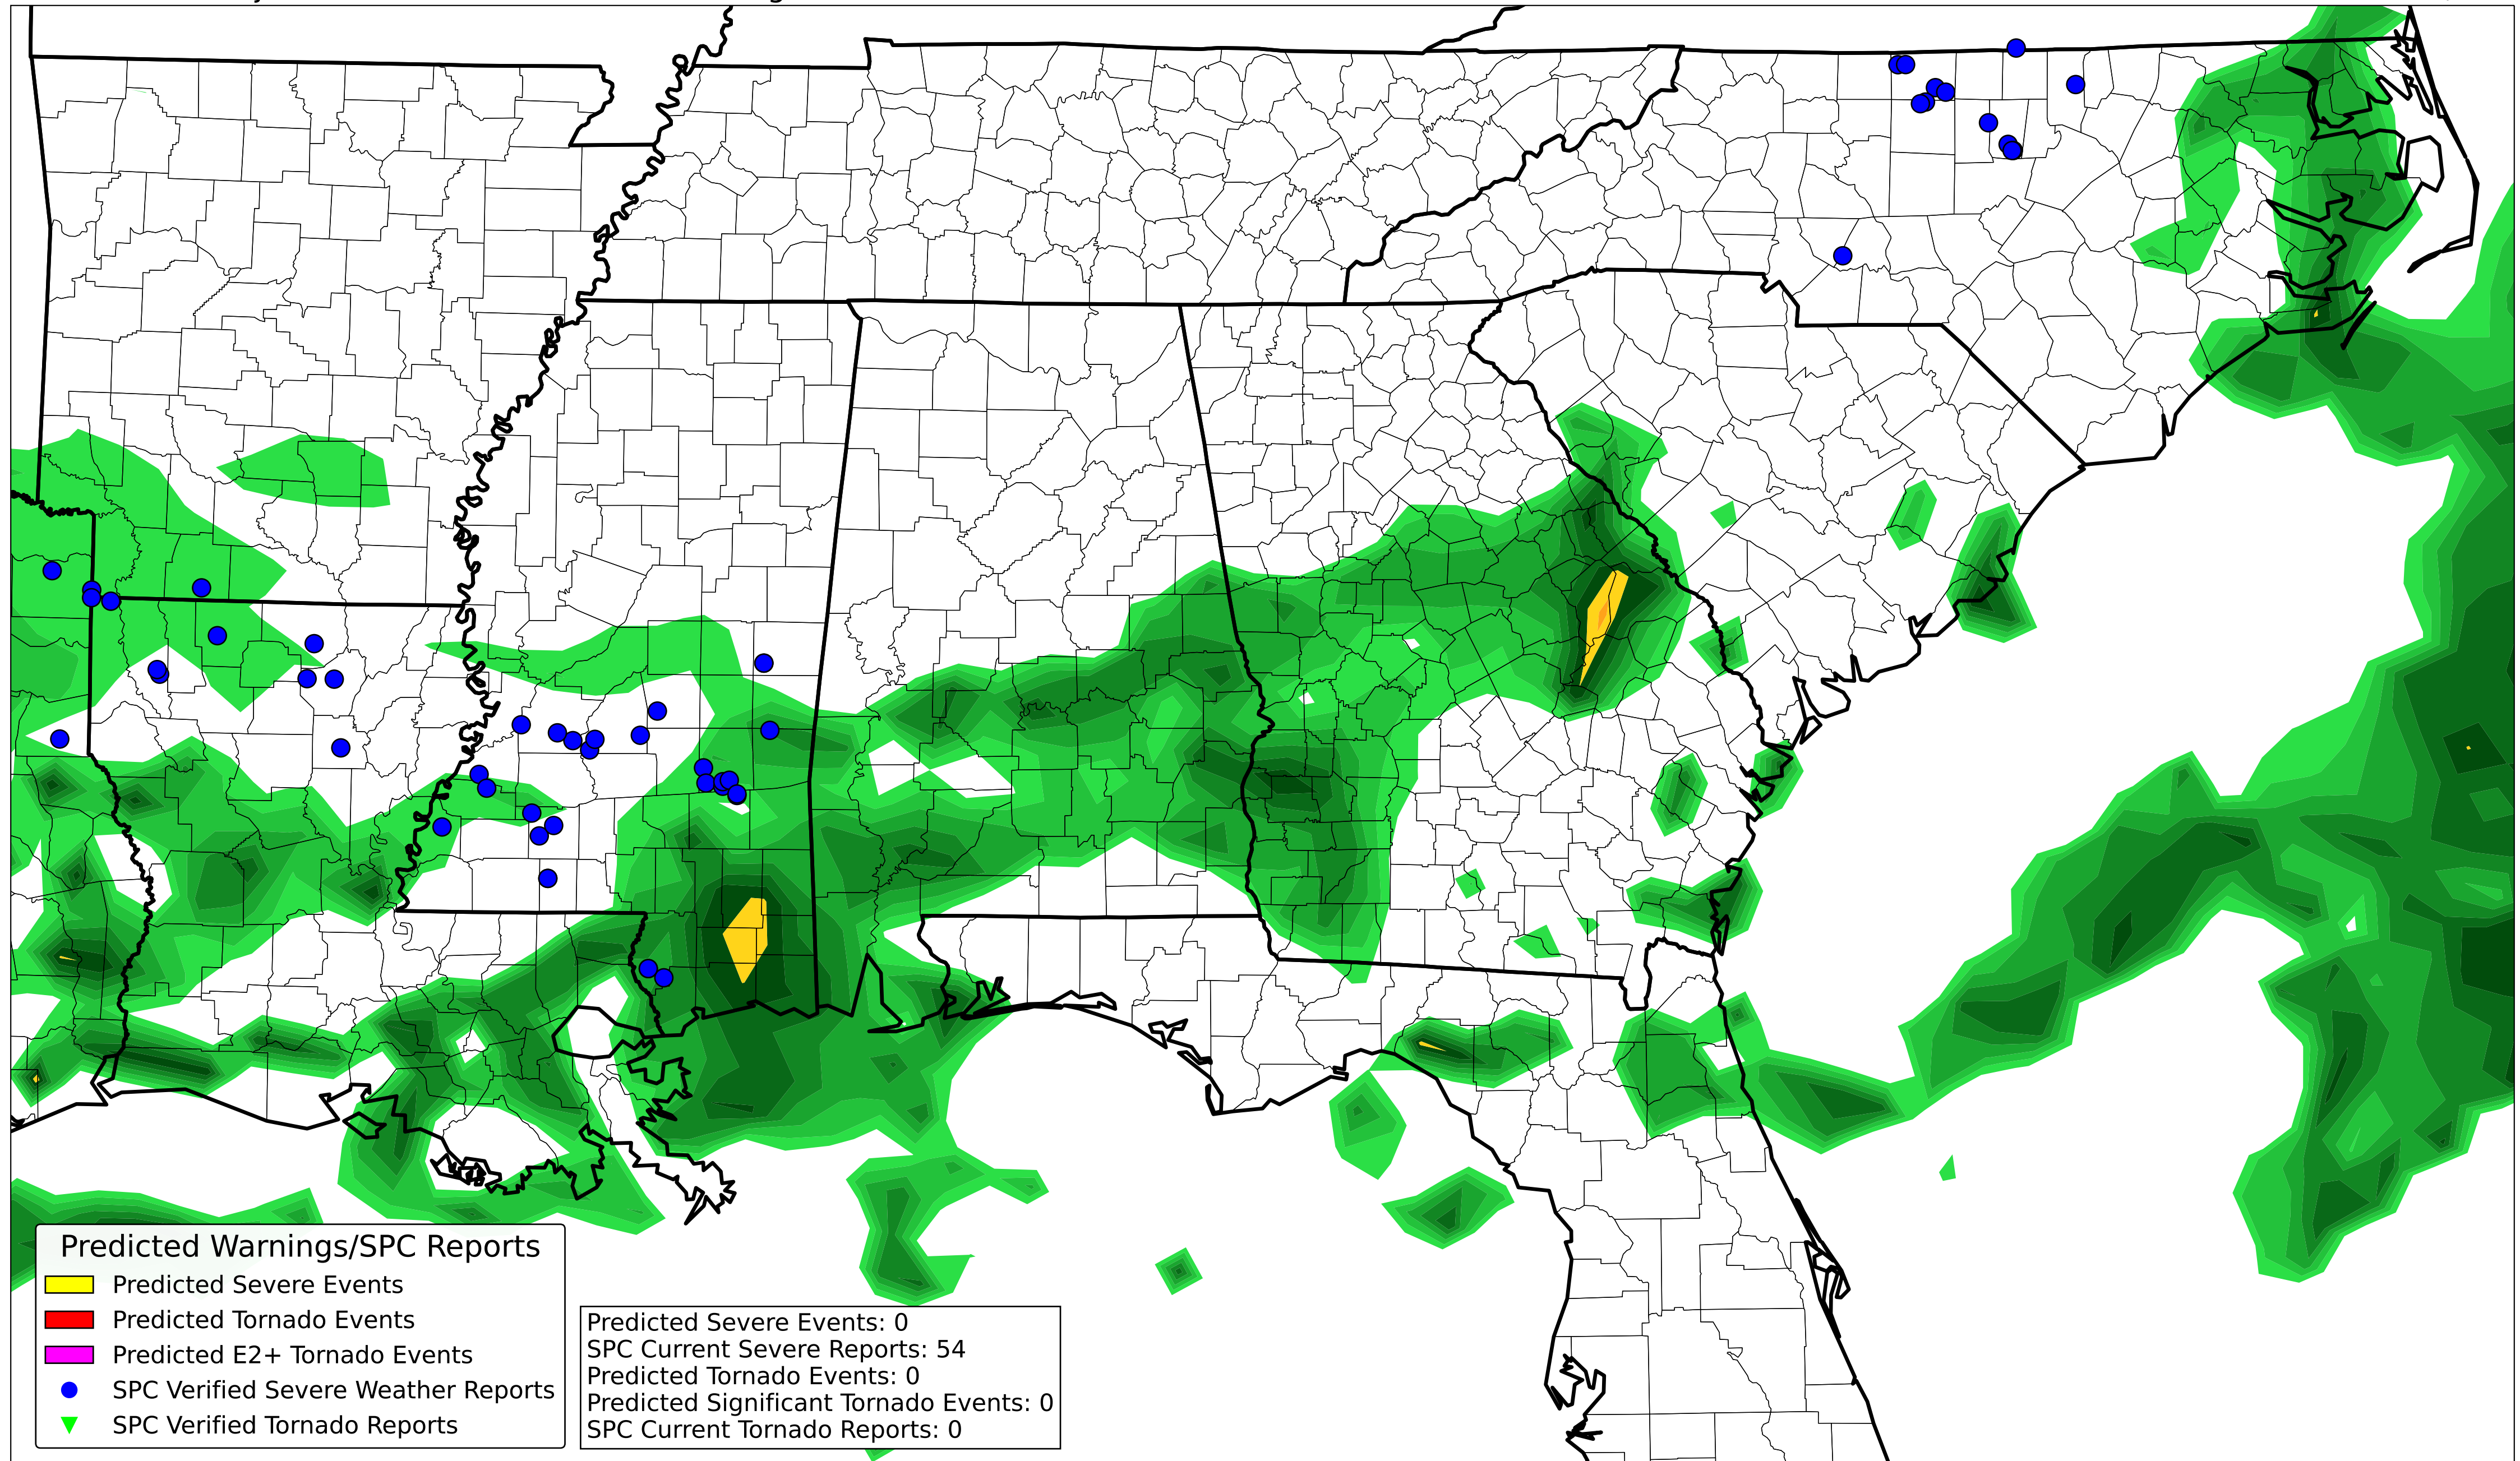 Predicted Warnings/SPC Reports
Predicted Severe Events
Predicted Tornado Events
Predicted E2+ Tornado Events
SPC Verified Severe Weather Reports
SPC Verified Tornado Reports
Predicted Severe Events: 0
SPC Current Severe Reports: 54
Predicted Tornado Events: 0
Predicted Significant Tornado Events: 0
SPC Current Tornado Reports: 0